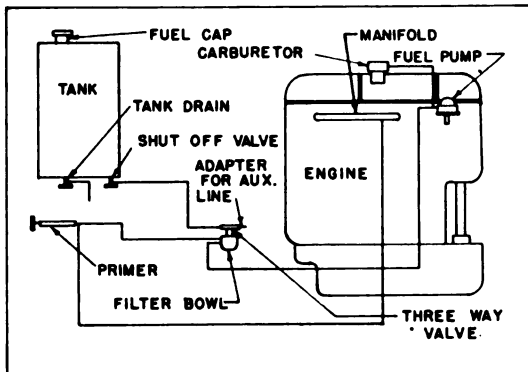 FUEL CAP
CARBURETOR
MANIFOLD
FUEL PUMP
TANK
TANK DRAIN
SHUT OFF VALVE
ADAPTER
FOR AUX.
LINE
ENGINE
PRIMER
FILTER BOWL
THREE WAY
VALVE.